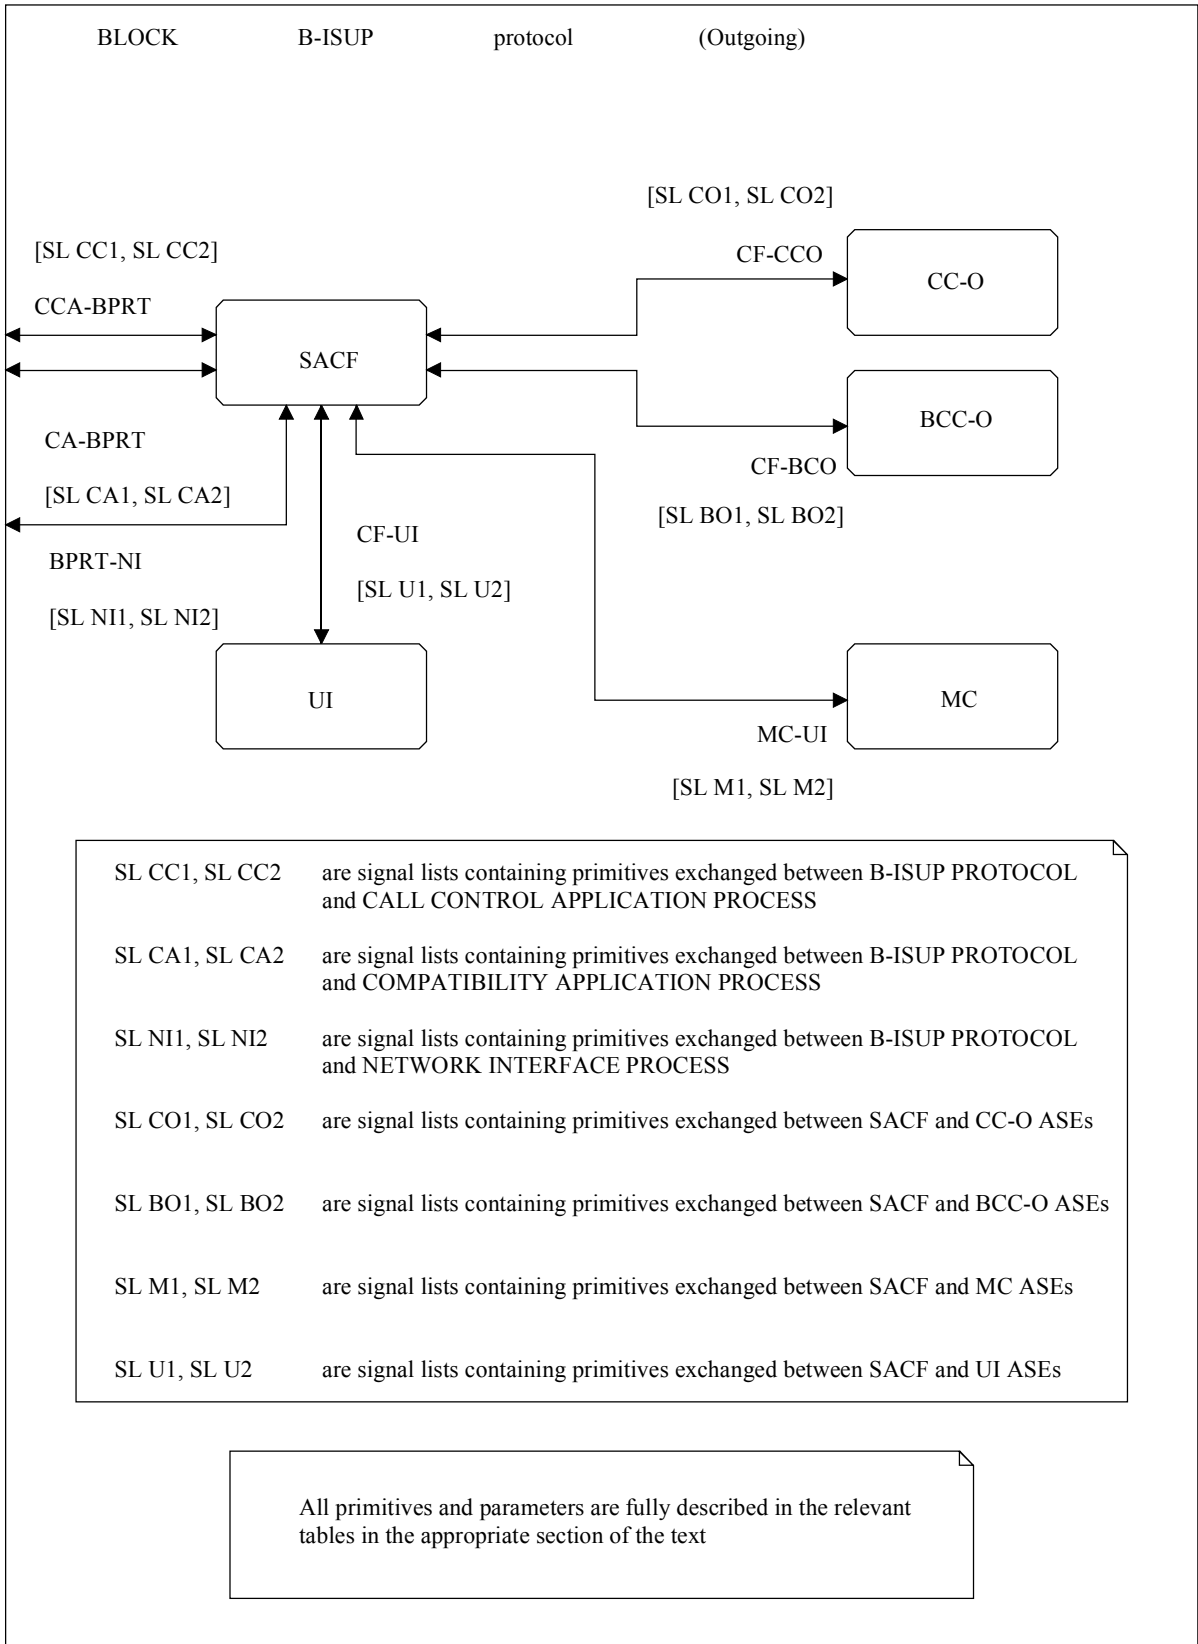 BLOCK B-ISUP protocol (Outgoing)
[SL CO1, SL CO2]
[SL CC1, SL CC2]
CF-CCO
CC-O
CCA-BPRT
SACF
BCC-O
CA-BPRT
CF-BCO
[SL CA1, SL CA2]
[SL BO1, SL BO2]
CF-UI
BPRT-NI
[SL U1, SL U2]
[SL NI1, SL NI2]
UI
MC
MC-UI
[SL M1, SL M2]
SL CC1, SL CC2 are signal lists containing primitives exchanged between B-ISUP PROTOCOL
and CALL CONTROL APPLICATION PROCESS
SL CA1, SL CA2 are signal lists containing primitives exchanged between B-ISUP PROTOCOL
and COMPATIBILITY APPLICATION PROCESS
SL NI1, SL NI2 are signal lists containing primitives exchanged between B-ISUP PROTOCOL
and NETWORK INTERFACE PROCESS
SL CO1, SL CO2 are signal lists containing primitives exchanged between SACF and CC-O ASEs
SL BO1, SL BO2 are signal lists containing primitives exchanged between SACF and BCC-O ASEs
SL M1, SL M2 are signal lists containing primitives exchanged between SACF and MC ASEs
SL U1, SL U2 are signal lists containing primitives exchanged between SACF and UI ASEs
All primitives and parameters are fully described in the relevant
tables in the appropriate section of the text